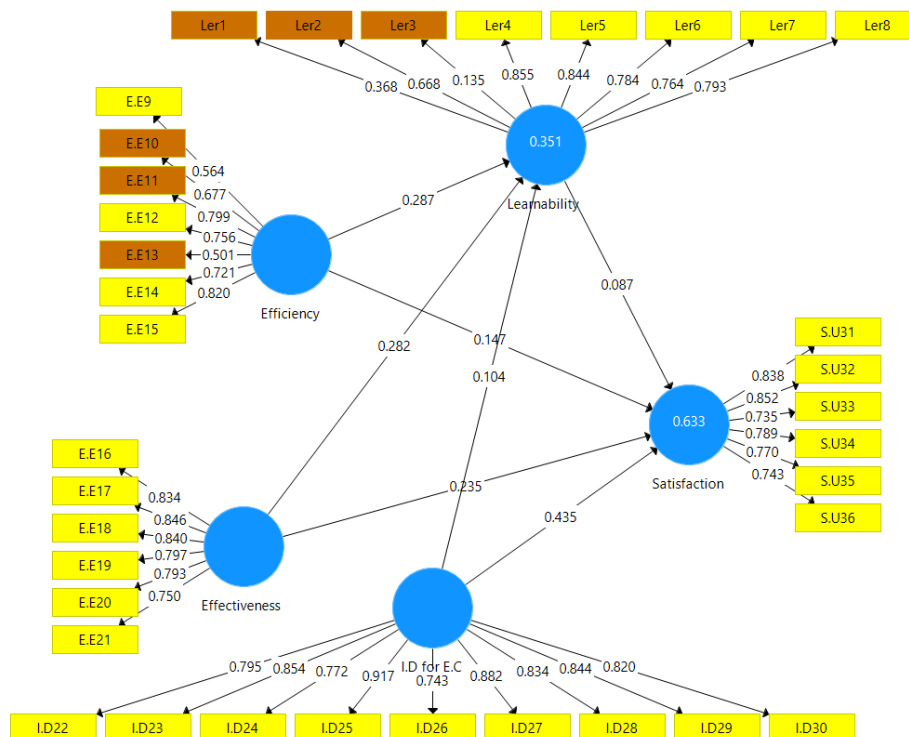 Ler1 Ler2 Ler3 Ler4 Ler5 Ler6 Ler7 Ler8
0.368 0.668 0.135 0.855 0.844 0.784 0.764 0.793
E.E9
E.E10
E.E11
E.E12
E.E13
E.E14
E.E15
0.564
0.677
0.799
0.756
0.501
0.721
0.820
Efficiency
0.351
Learnability
0.287
0.087
0.147
0.104
0.282
S.U31
S.U32
S.U33
S.U34
S.U35
S.U36
0.838
0.852
0.735
0.789
0.770
0.743
0.633
Satisfaction
0.235
0.435
E.E16
E.E17
E.E18
E.E19
E.E20
E.E21
0.834
0.846
0.840
0.797
0.793
0.750
Effectiveness
I.D for E.C
0.795 0.854 0.772 0.917 0.743 0.882 0.834 0.844 0.820
I.D22 I.D23 I.D24 I.D25 I.D26 I.D27 I.D28 I.D29 I.D30